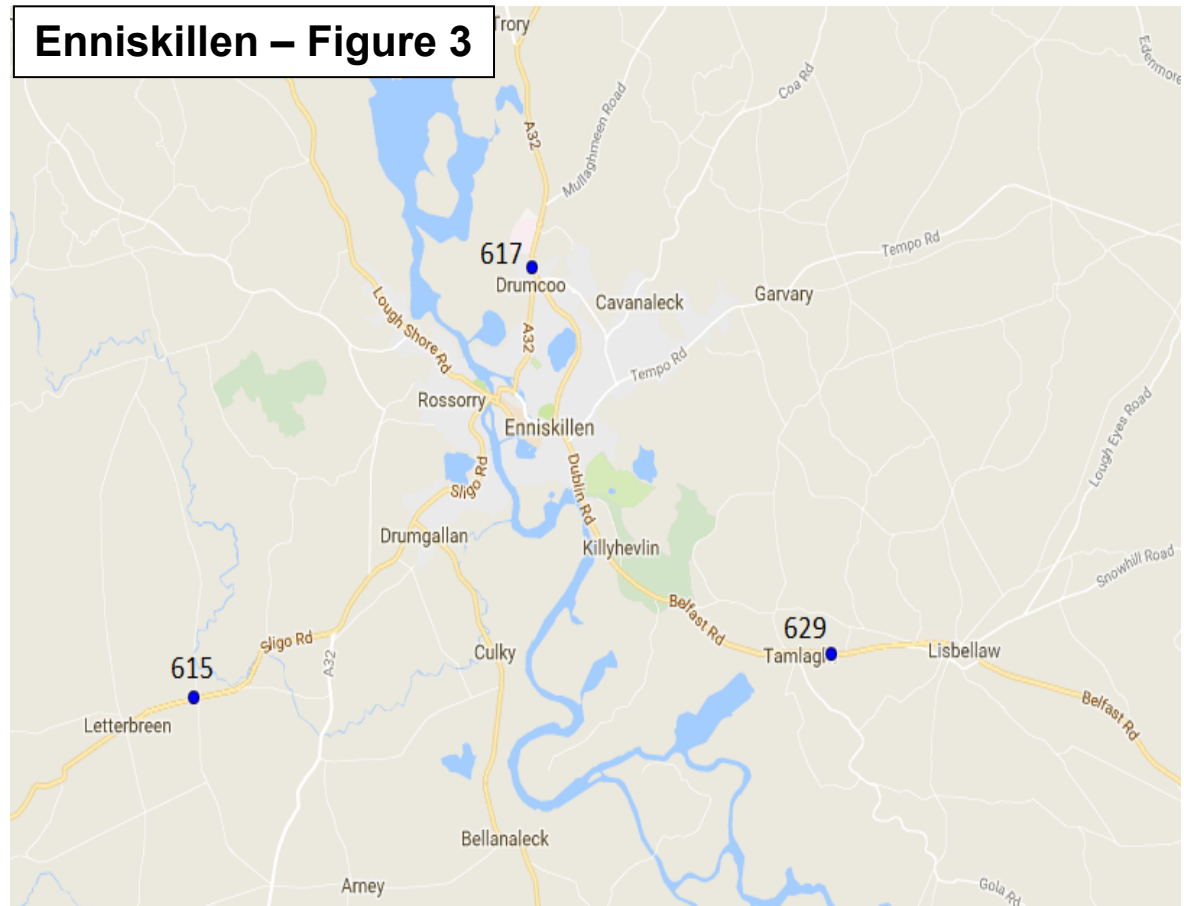 Enniskillen – Figure 3
Trory
Edenmore
Coa Rd
A32
Mullaghmeen Road
617
Drumcoo
Tempo Rd
Cavanaleck
Garvary
Lough Shore Rd
A32
Tempo Rd
Rossorry
Enniskillen
Lough Eyes Road
Sligo Rd
Dublin Rd
Drumgallan
Killyhevlin
Snowhill Road
Belfast Rd
629
Tamlagh
Lisbellaw
Sligo Rd
A32
Culky
615
Letterbreen
Belfast Rd
Bellanaleck
Arney
Gola Rd